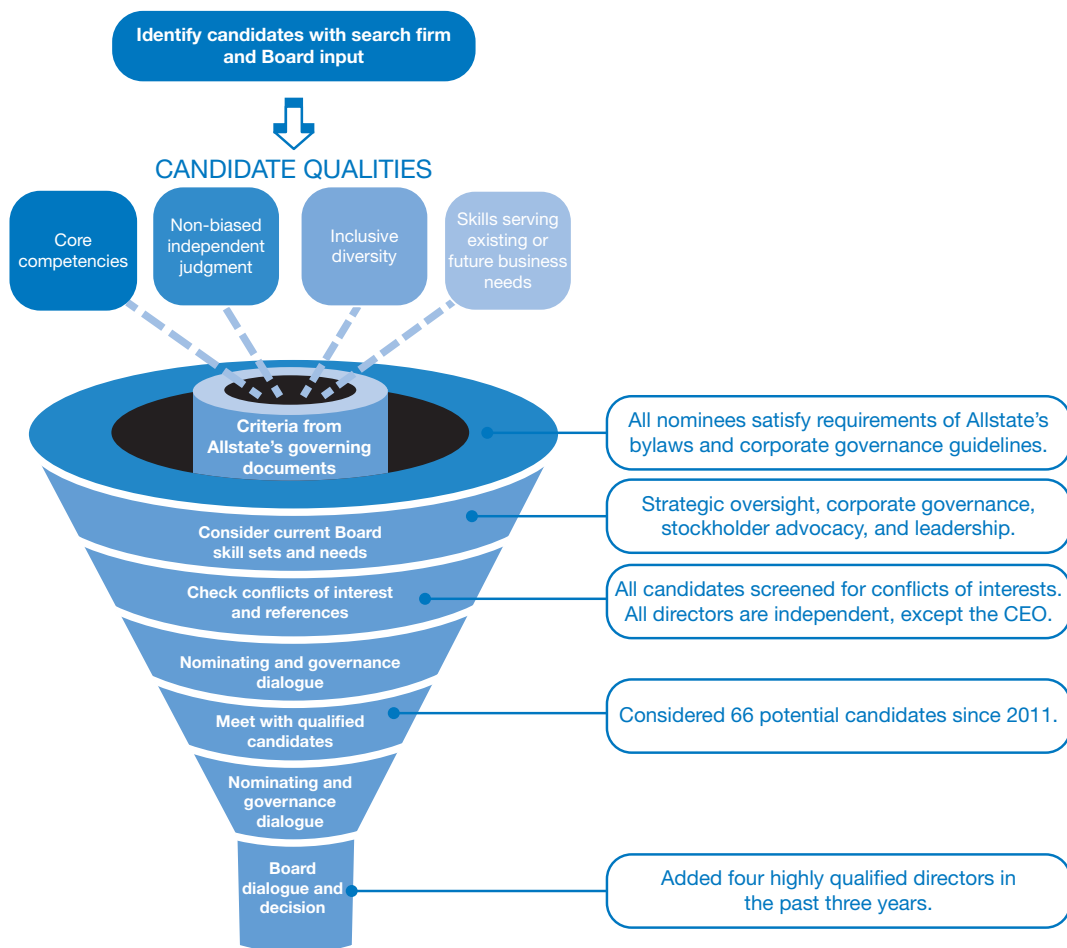 Identify candidates with search firm
and Board input
CANDIDATE QUALITIES
Core
competencies
Non-biased
independent
judgment
Inclusive
diversity
Skills serving
existing or
future business
needs
Criteria from
Allstate's governing
documents
All nominees satisfy requirements of Allstate's
bylaws and corporate governance guidelines.
Consider current Board
skill sets and needs
Strategic oversight, corporate governance,
stockholder advocacy, and leadership.
Check conflicts of interest
and references
All candidates screened for conflicts of interests.
All directors are independent, except the CEO.
Nominating and governance
dialogue
Meet with qualified
candidates
Considered 66 potential candidates since 2011.
Nominating and
governance
dialogue
Board
dialogue and
decision
Added four highly qualified directors in
the past three years.